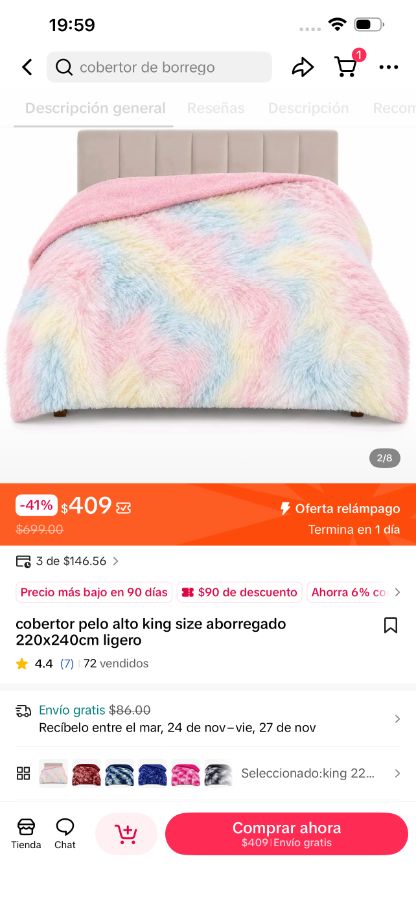 19:59
cobertor de borrego
1
Descripción general
Reseñas
Descripción
Recom
2/8
-41%
$409
$699.00
Oferta relámpago
Termina en 1 día
3 de $146.56
Precio más bajo en 90 días
$90 de descuento
Ahorra 6% co
cobertor pelo alto king size aborregado
220x240cm ligero
4.4 (7) 72 vendidos
Envío gratis $86.00
Recíbelo entre el mar, 24 de nov–vie, 27 de nov
Seleccionado:king 22...
Tienda
Chat
Comprar ahora
$409 | Envío gratis